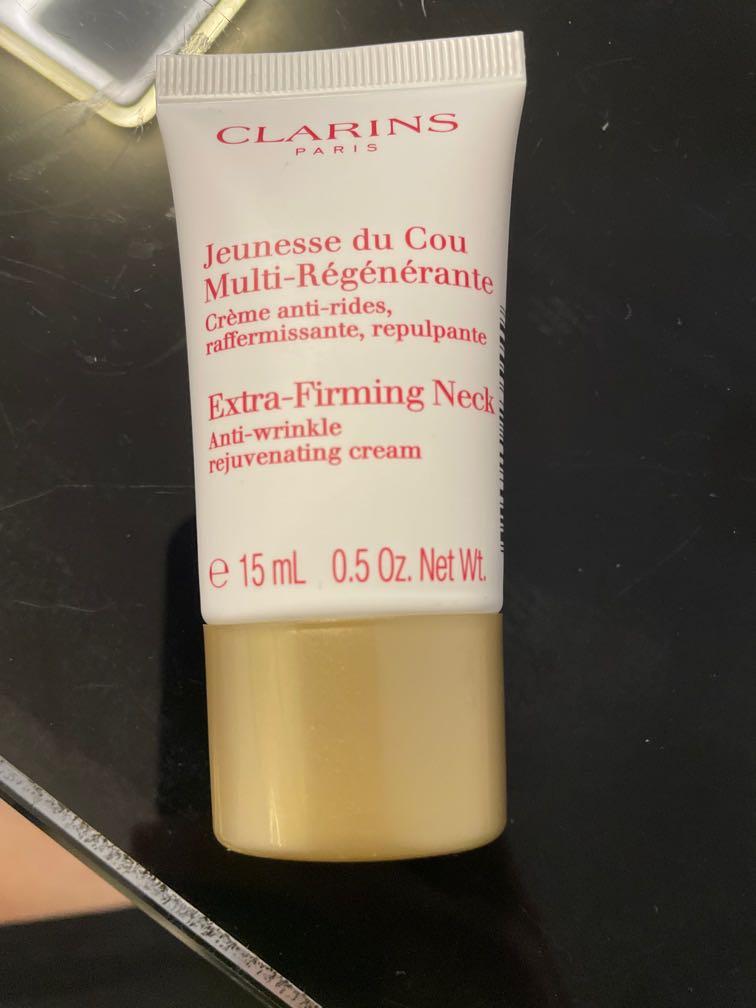 CLARINS
PARIS
Jeunesse du Cou
Multi-Régénérante
Crème anti-rides,
raffermissante, repulpante
Extra-Firming Neck
Anti-wrinkle
rejuvenating cream
℮ 15 mL 0.5 Oz. Net Wt.